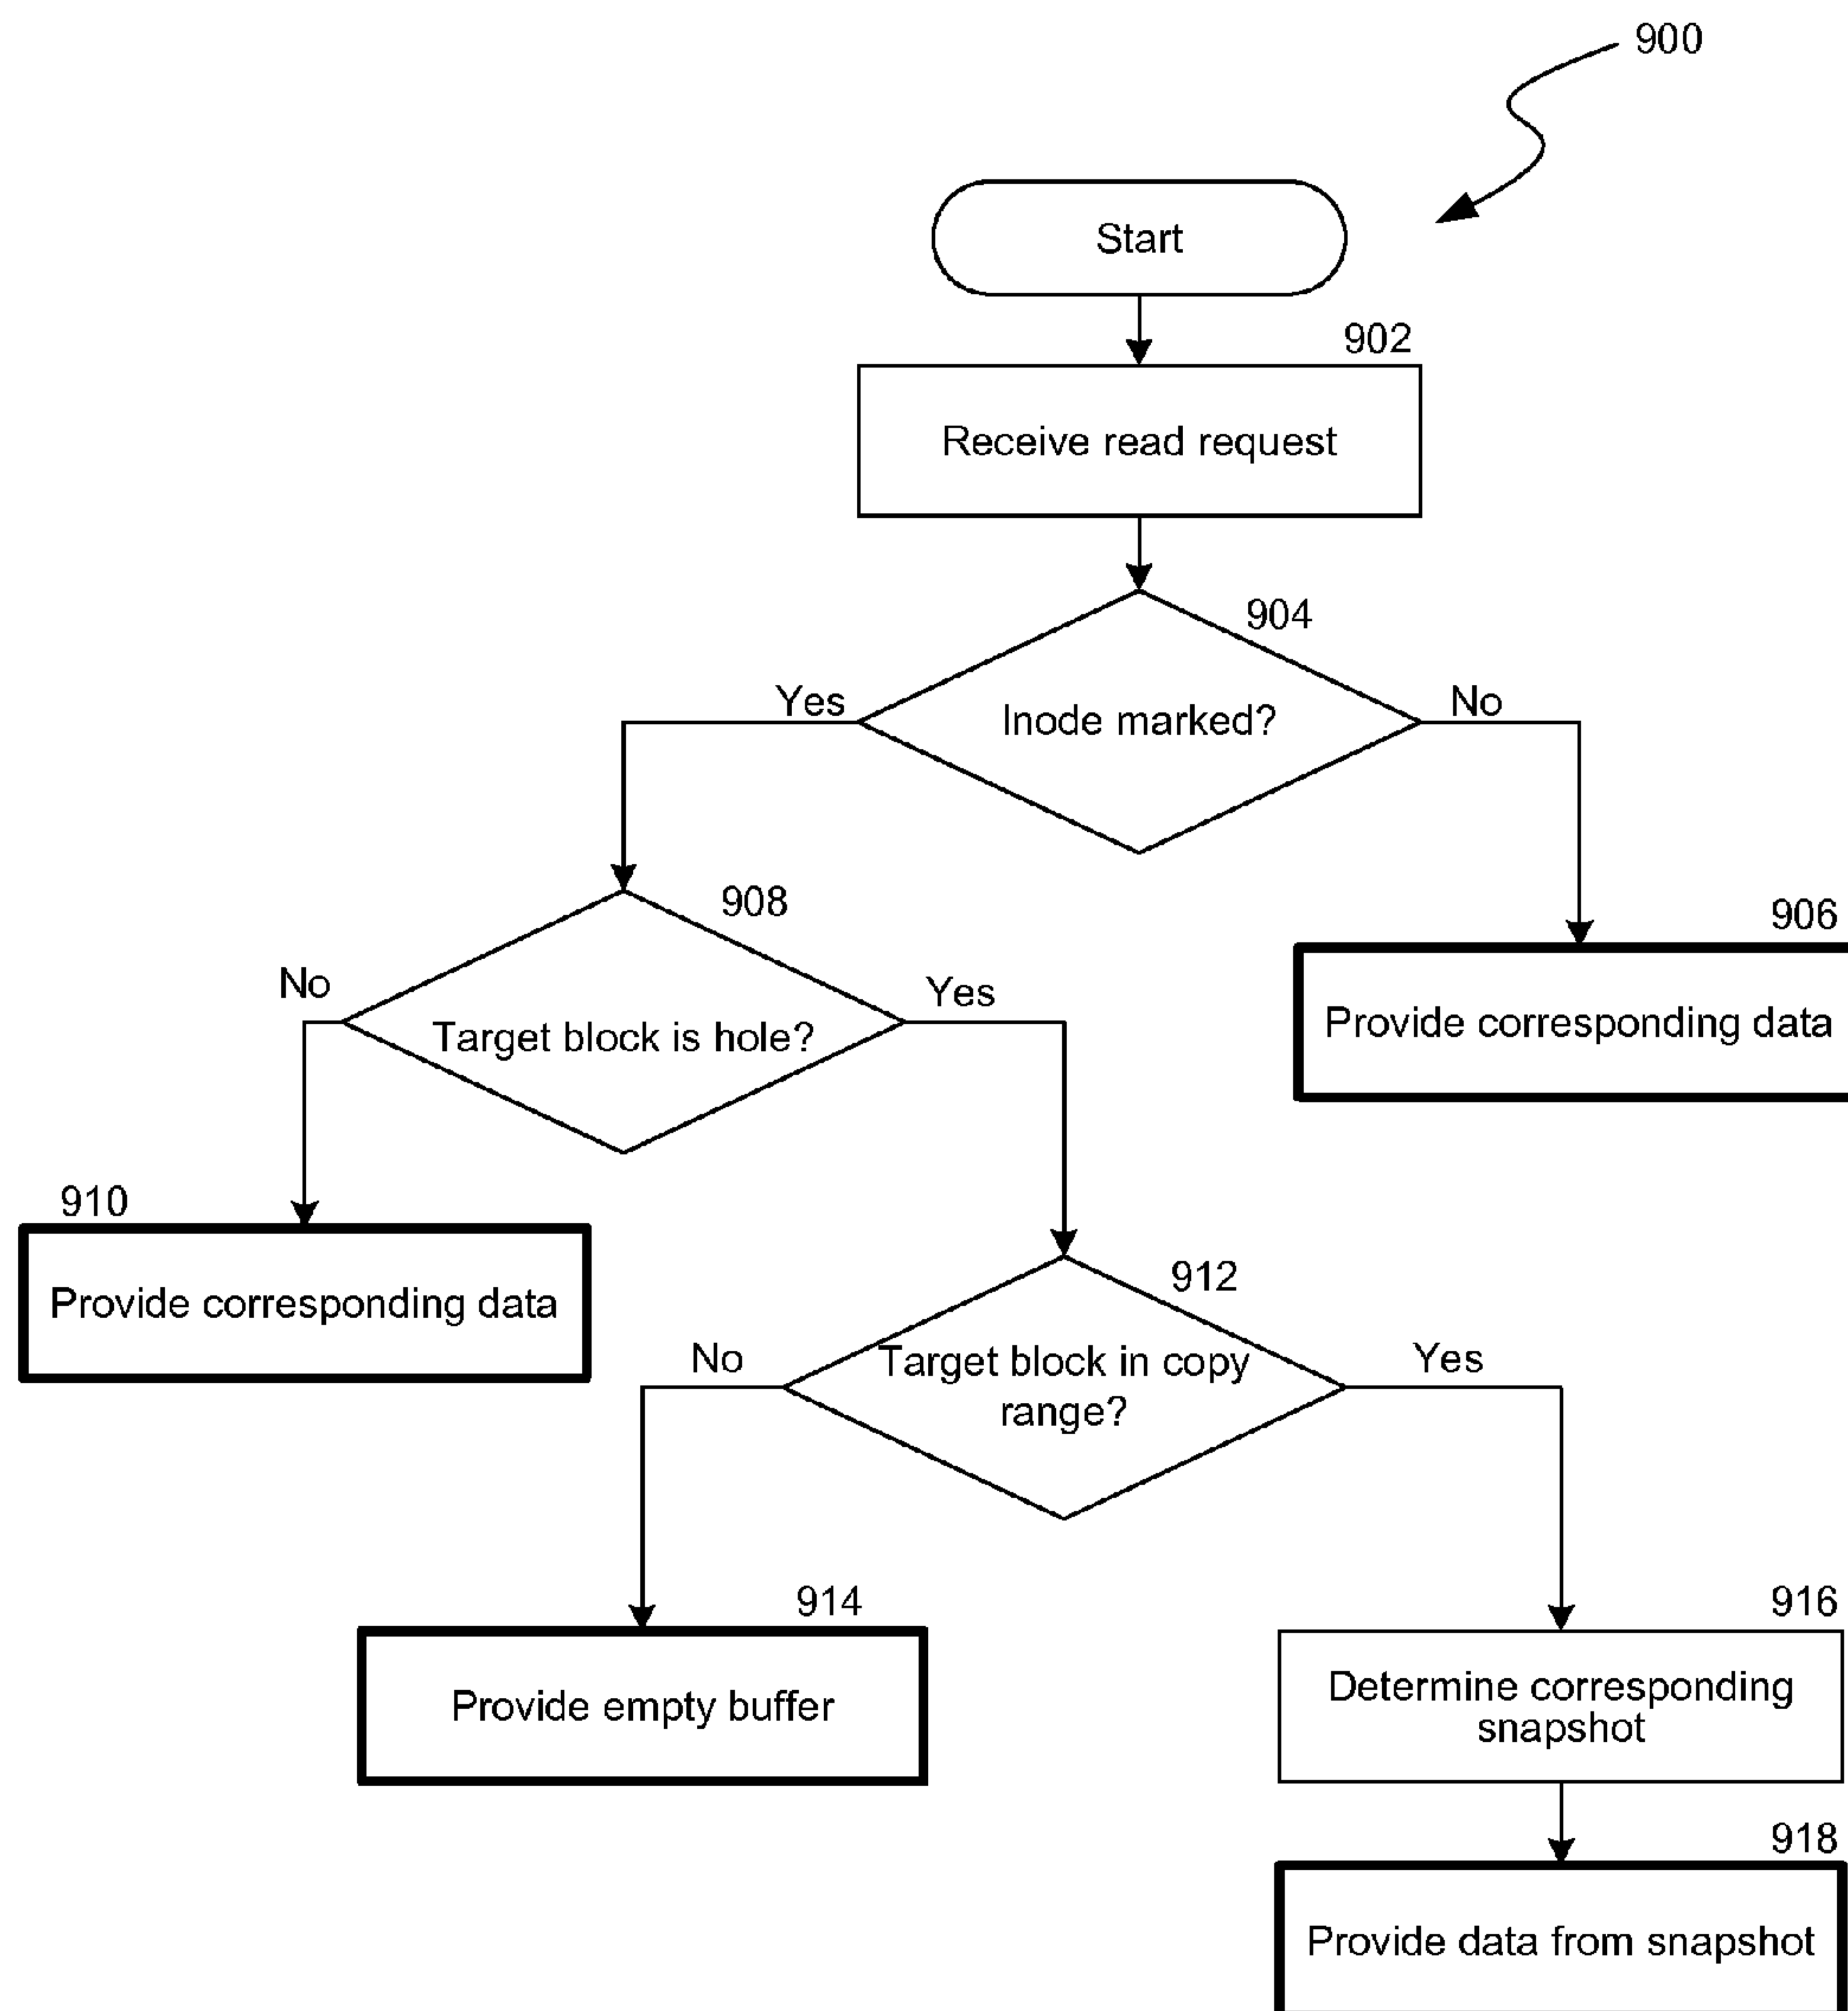 900
Start
902
Receive read request
904
Yes
Inode marked?
No
908
906
No
Target block is hole?
Yes
Provide corresponding data
910
Provide corresponding data
912
No
Target block in copy
range?
Yes
914
Provide empty buffer
916
Determine corresponding
snapshot
918
Provide data from snapshot